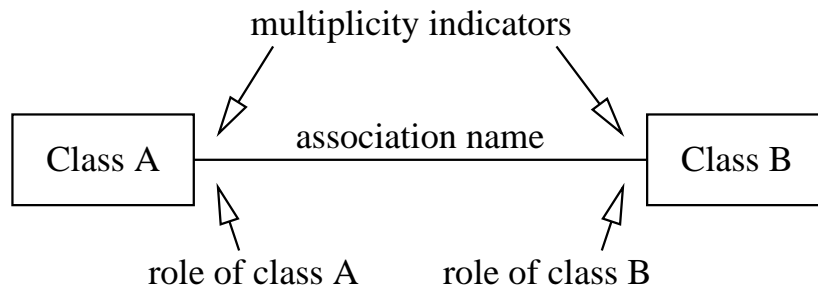 multiplicity indicators
association name
Class A
Class B
role of class A
role of class B